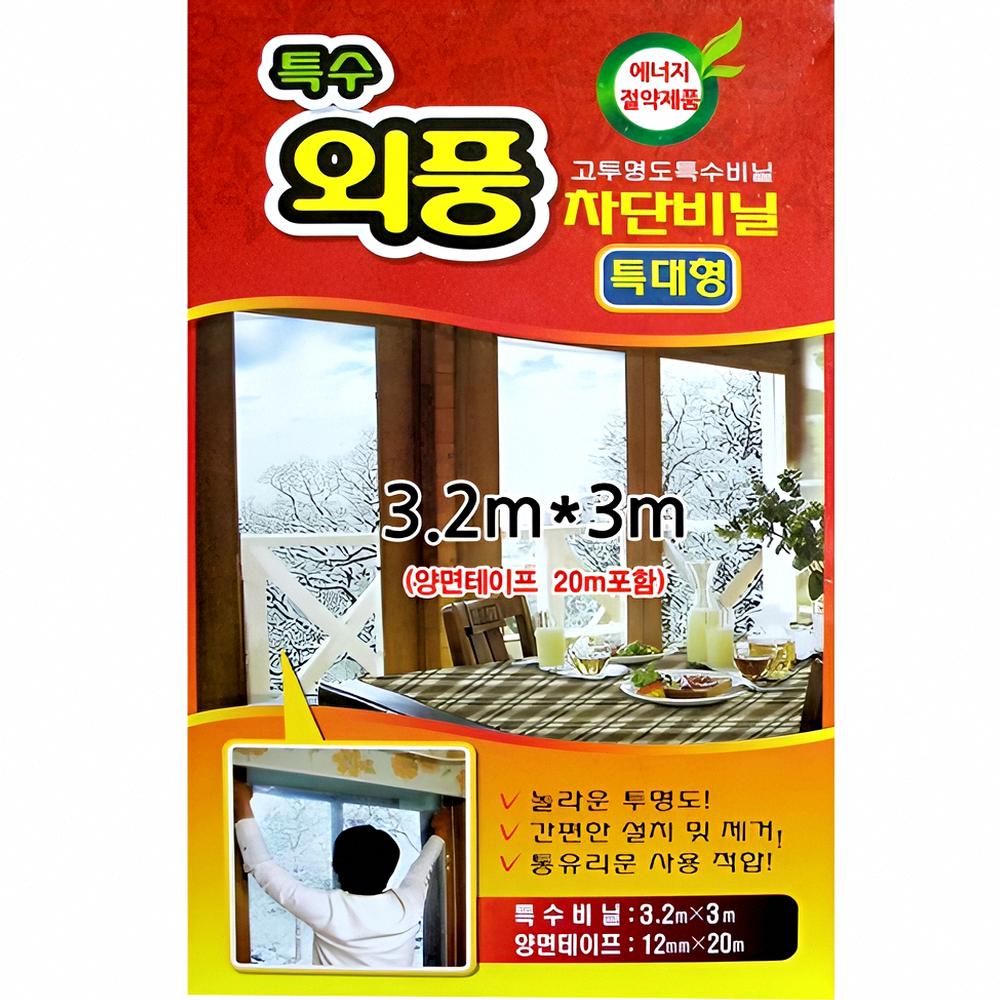 특수
외풍
에너지
절약제품
고투명도특수비닐
차단비닐
특대형
3.2m*3m
(양면테이프 20m포함)
놀라운 투명도!
간편안 설치 및 제거!
통유리문 사용 적압!
특수비닐:3.2m×3m
양면테이프:12mm×20m